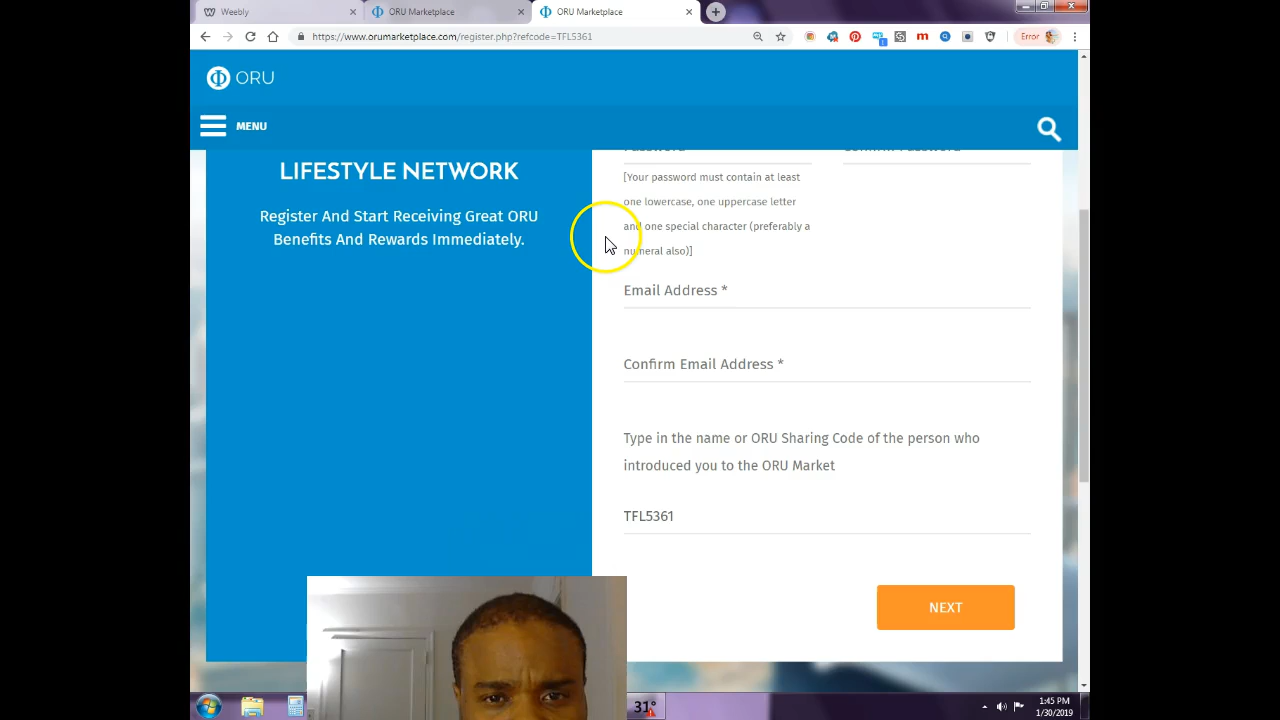 Weebly
ORU Marketplace
ORU Marketplace
https://www.orumarketplace.com/register.php?refcode=TFL5361
Error
ORU
MENU
LIFESTYLE NETWORK
Register And Start Receiving Great ORU
Benefits And Rewards Immediately.
[Your password must contain at least
one lowercase, one uppercase letter
and one special character (preferably a
numeral also)]
Email Address *
Confirm Email Address *
Type in the name or ORU Sharing Code of the person who
introduced you to the ORU Market
TFL5361
NEXT
31°
1:45 PM
1/30/2019